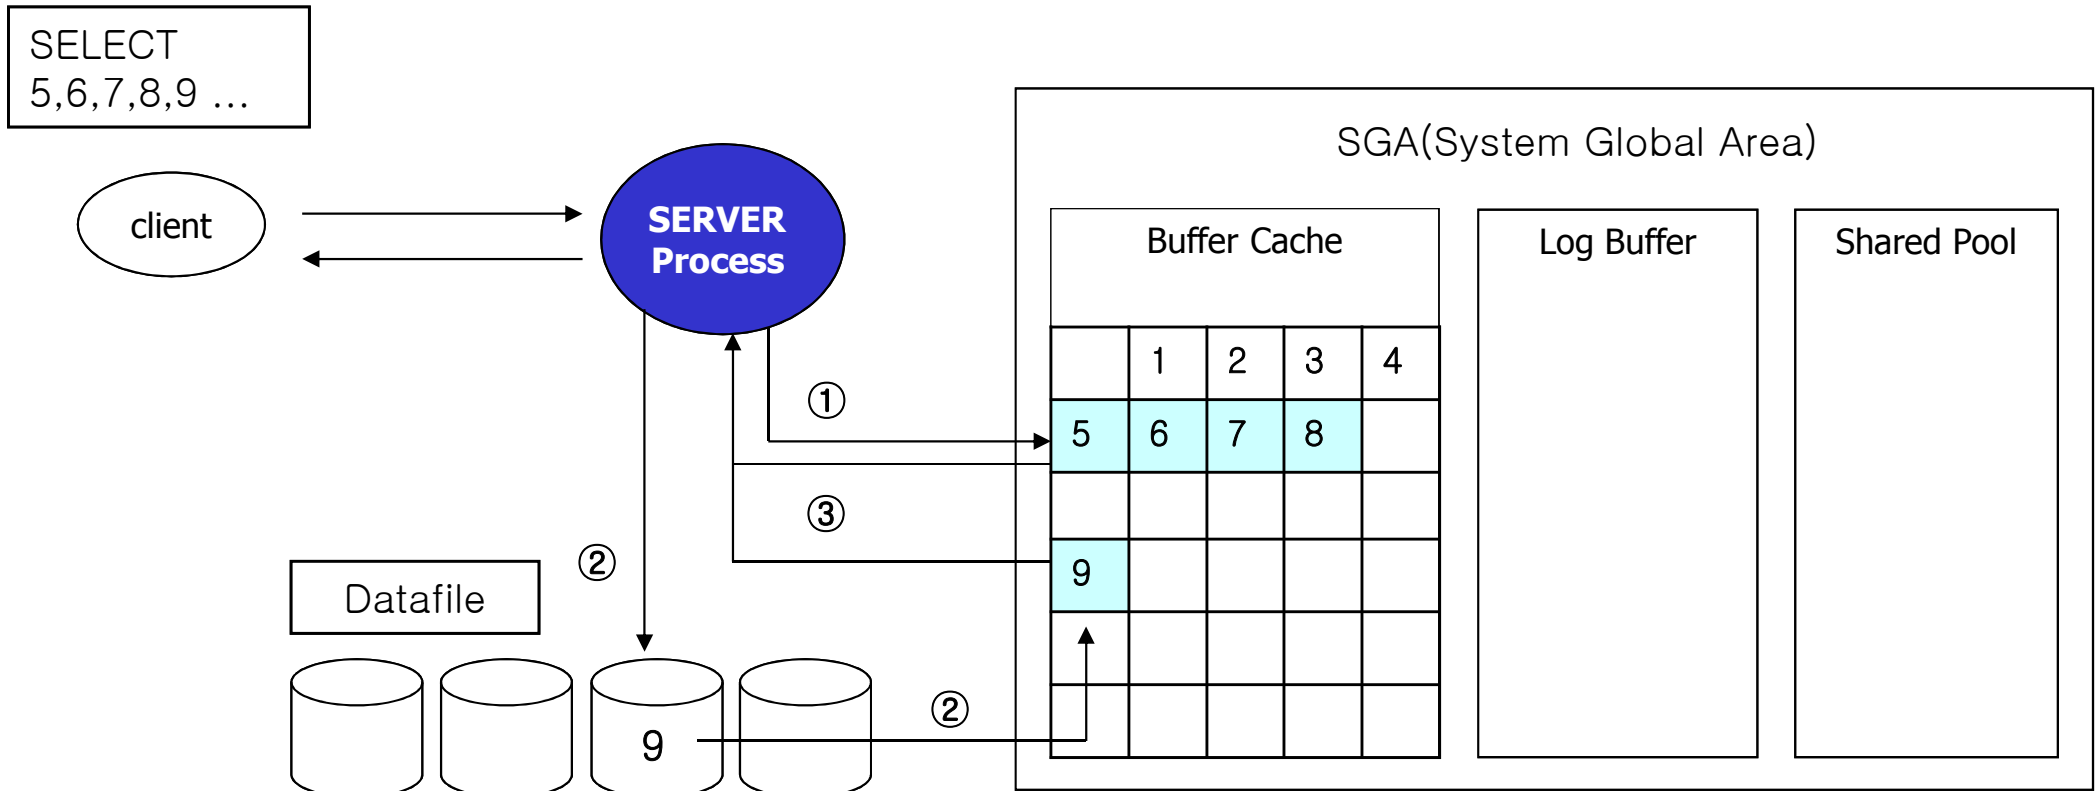 SELECT
5,6,7,8,9 ...
SGA(System Global Area)
client
SERVER
Process
Buffer Cache
Log Buffer
Shared Pool
1 2 3 4
①
5 6 7 8
③
②
9
Datafile
②
9